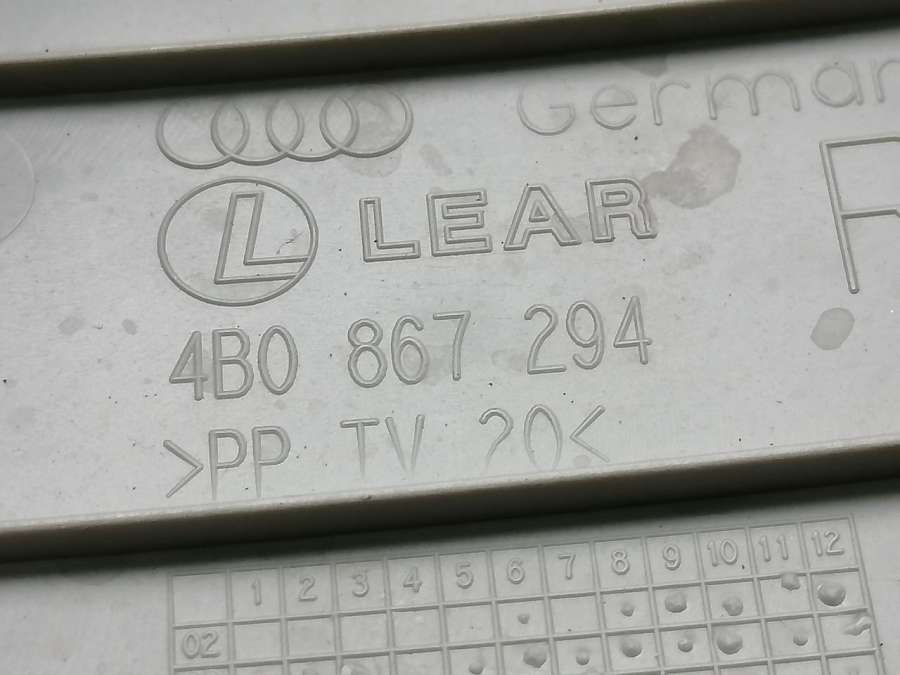 German
L LEAR
R
4B0 867 294
>PP TV 20<
1 2 3 4 5 6 7 8 9 10 11 12
02